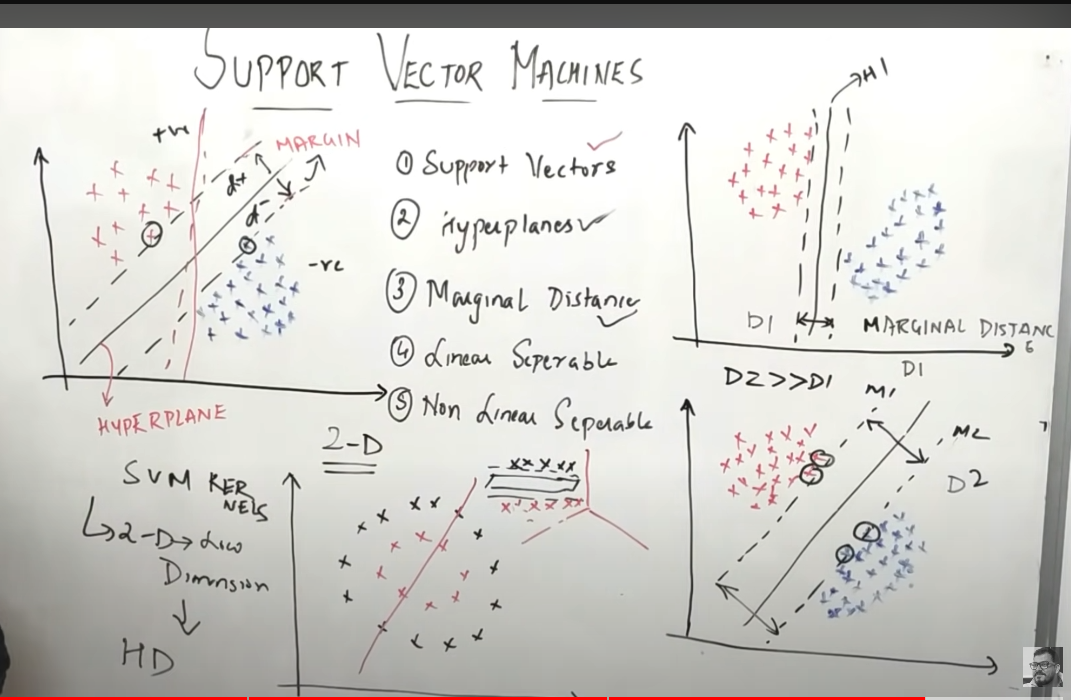 SUPPORT VECTOR MACHINES
+ve
MARGIN
d+
d-
-ve
HYPERPLANE
① Support Vectors
② Hyperplanes
③ Marginal Distance
④ Linear Seperable
⑤ Non Linear Seperable
H1
D1
MARGINAL DISTANC
E
D1
D2>>D1
M1
M2
D2
SVM KER
NELS
2-D→Low
Dimension
HD
2-D